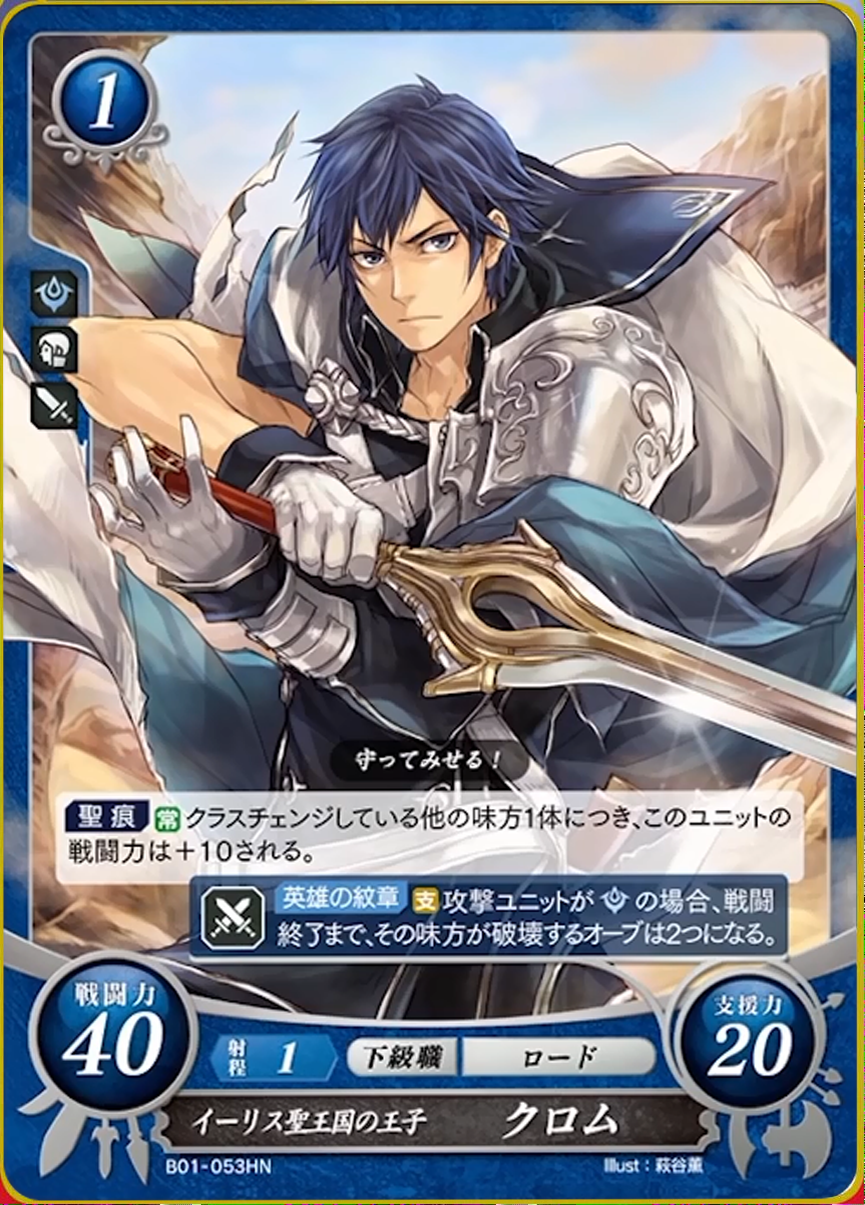 1
守ってみせる！
聖痕 常 クラスチェンジしている他の味方1体につき、このユニットの
戦闘力は＋10される。
英雄の紋章 支 攻撃ユニットが の場合、戦闘
終了まで、その味方が破壊するオーブは2つになる。
戦闘力
40
射程 1
下級職 ロード
支援力
20
イーリス聖王国の王子 クロム
B01-053HN
Illust：萩谷薫